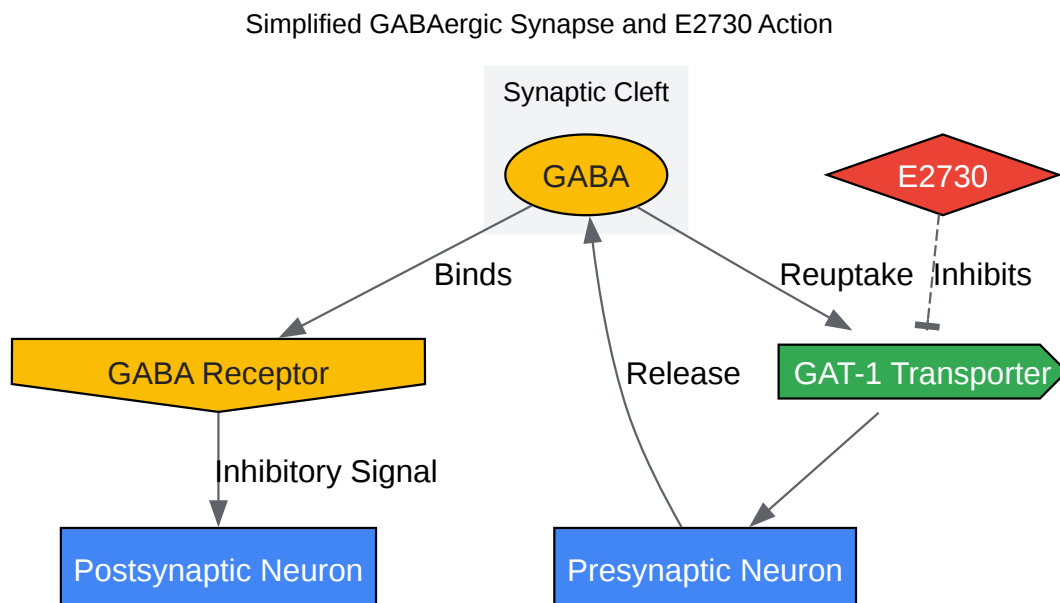 Simplified GABAergic Synapse and E2730 Action
Synaptic Cleft
GABA
E2730
Binds
Reuptake
Inhibits
GABA Receptor
Release
GAT-1 Transporter
Inhibitory Signal
Postsynaptic Neuron
Presynaptic Neuron